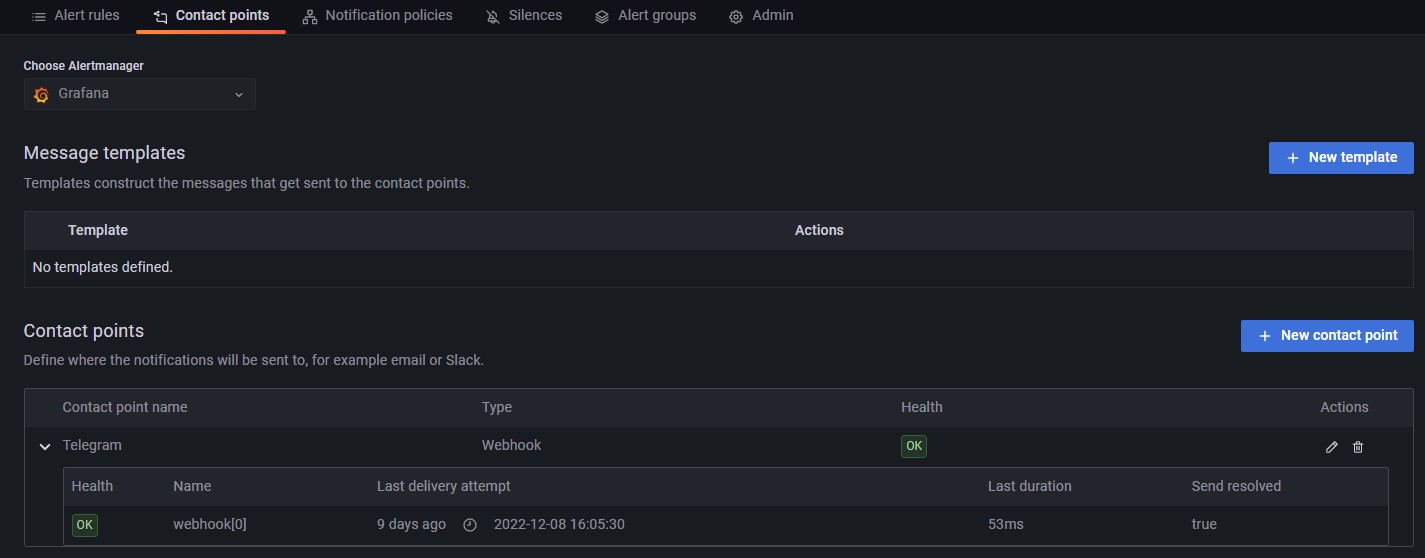 Alert rules Contact points Notification policies Silences Alert groups Admin
Choose Alertmanager
Grafana
Message templates
New template
Templates construct the messages that get sent to the contact points.
Template Actions
No templates defined.
Contact points
New contact point
Define where the notifications will be sent to, for example email or Slack.
Contact point name Type Health Actions
Telegram Webhook OK
Health Name Last delivery attempt Last duration Send resolved
OK webhook[0] 9 days ago 2022-12-08 16:05:30 53ms true